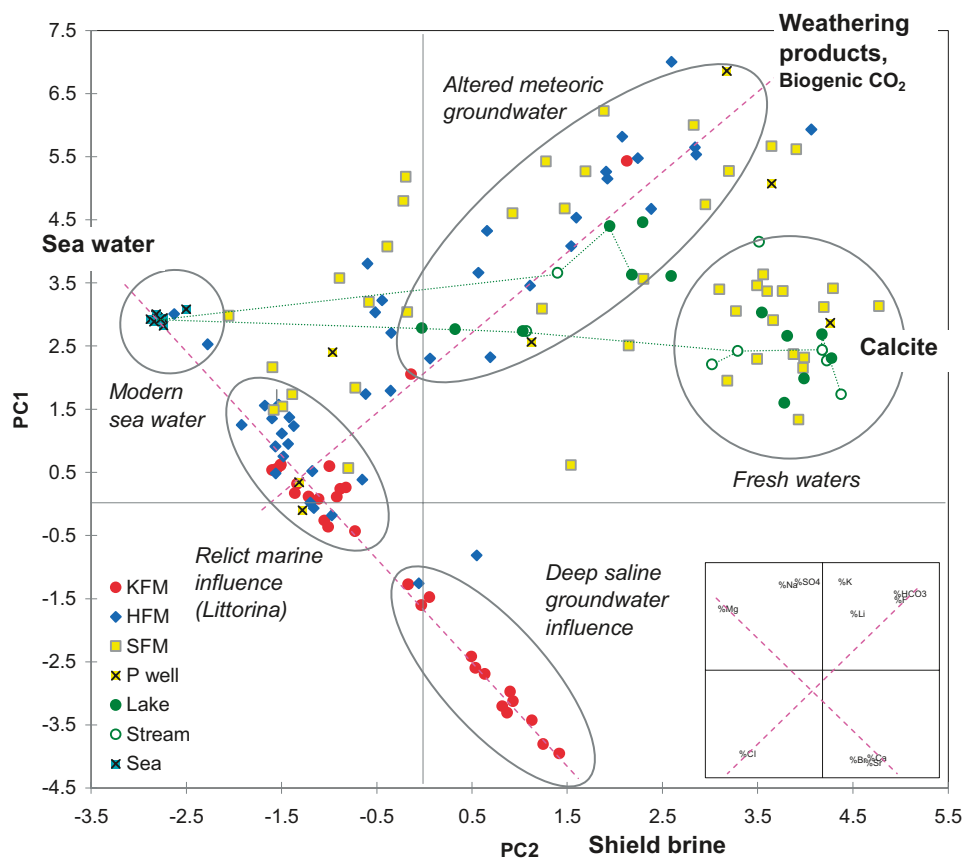 7.5
6.5
5.5
4.5
3.5
2.5
1.5
0.5
-0.5
-1.5
-2.5
-3.5
-4.5
PC1
Weathering
products,
Biogenic CO2
Altered meteoric
groundwater
Sea water
Modern
sea water
Calcite
Fresh waters
Relict marine
influence
(Littorina)
Deep saline
groundwater
influence
KFM
HFM
SFM
P well
Lake
Stream
Sea
%Na
%SO4
%K
%HCO3
%Mg
%Li
%Cl
%Br
%Ca
%Sr
-3.5
-2.5
-1.5
-0.5
0.5
1.5
2.5
3.5
4.5
5.5
PC2
Shield brine